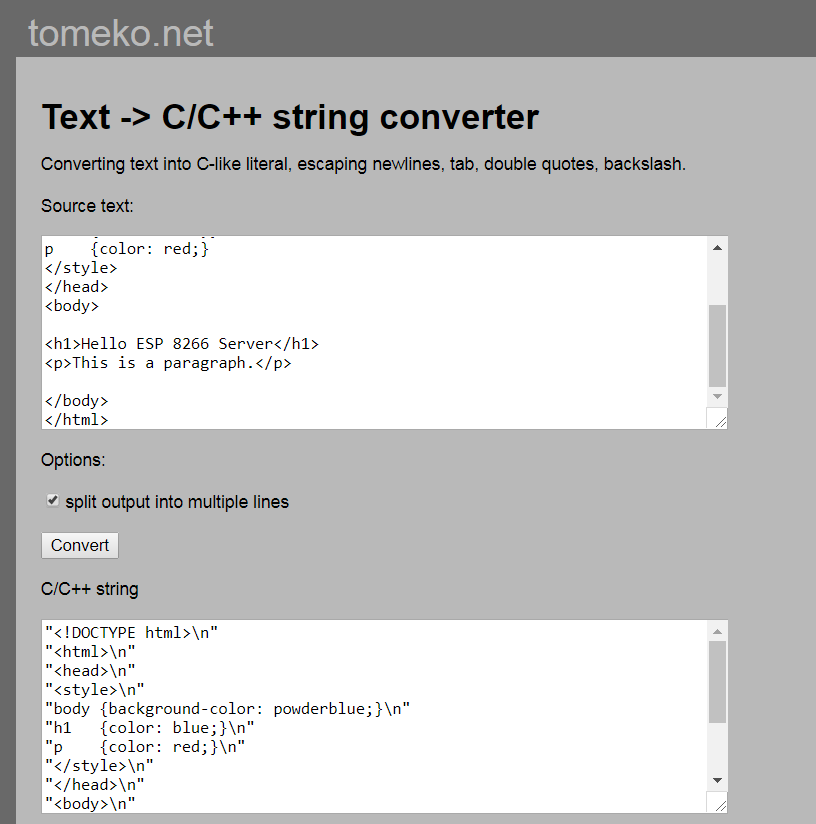 tomeko.net
Text -> C/C++ string converter
Converting text into C-like literal, escaping newlines, tab, double quotes, backslash.
Source text:
p    {color: red;}
</style>
</head>
<body>
<h1>Hello ESP 8266 Server</h1>
<p>This is a paragraph.</p>
</body>
</html>
Options:
split output into multiple lines
Convert
C/C++ string
"<!DOCTYPE html>\n"
"<html>\n"
"<head>\n"
"<style>\n"
"body {background-color: powderblue;}\n"
"h1   {color: blue;}\n"
"p    {color: red;}\n"
"</style>\n"
"</head>\n"
"<body>\n"